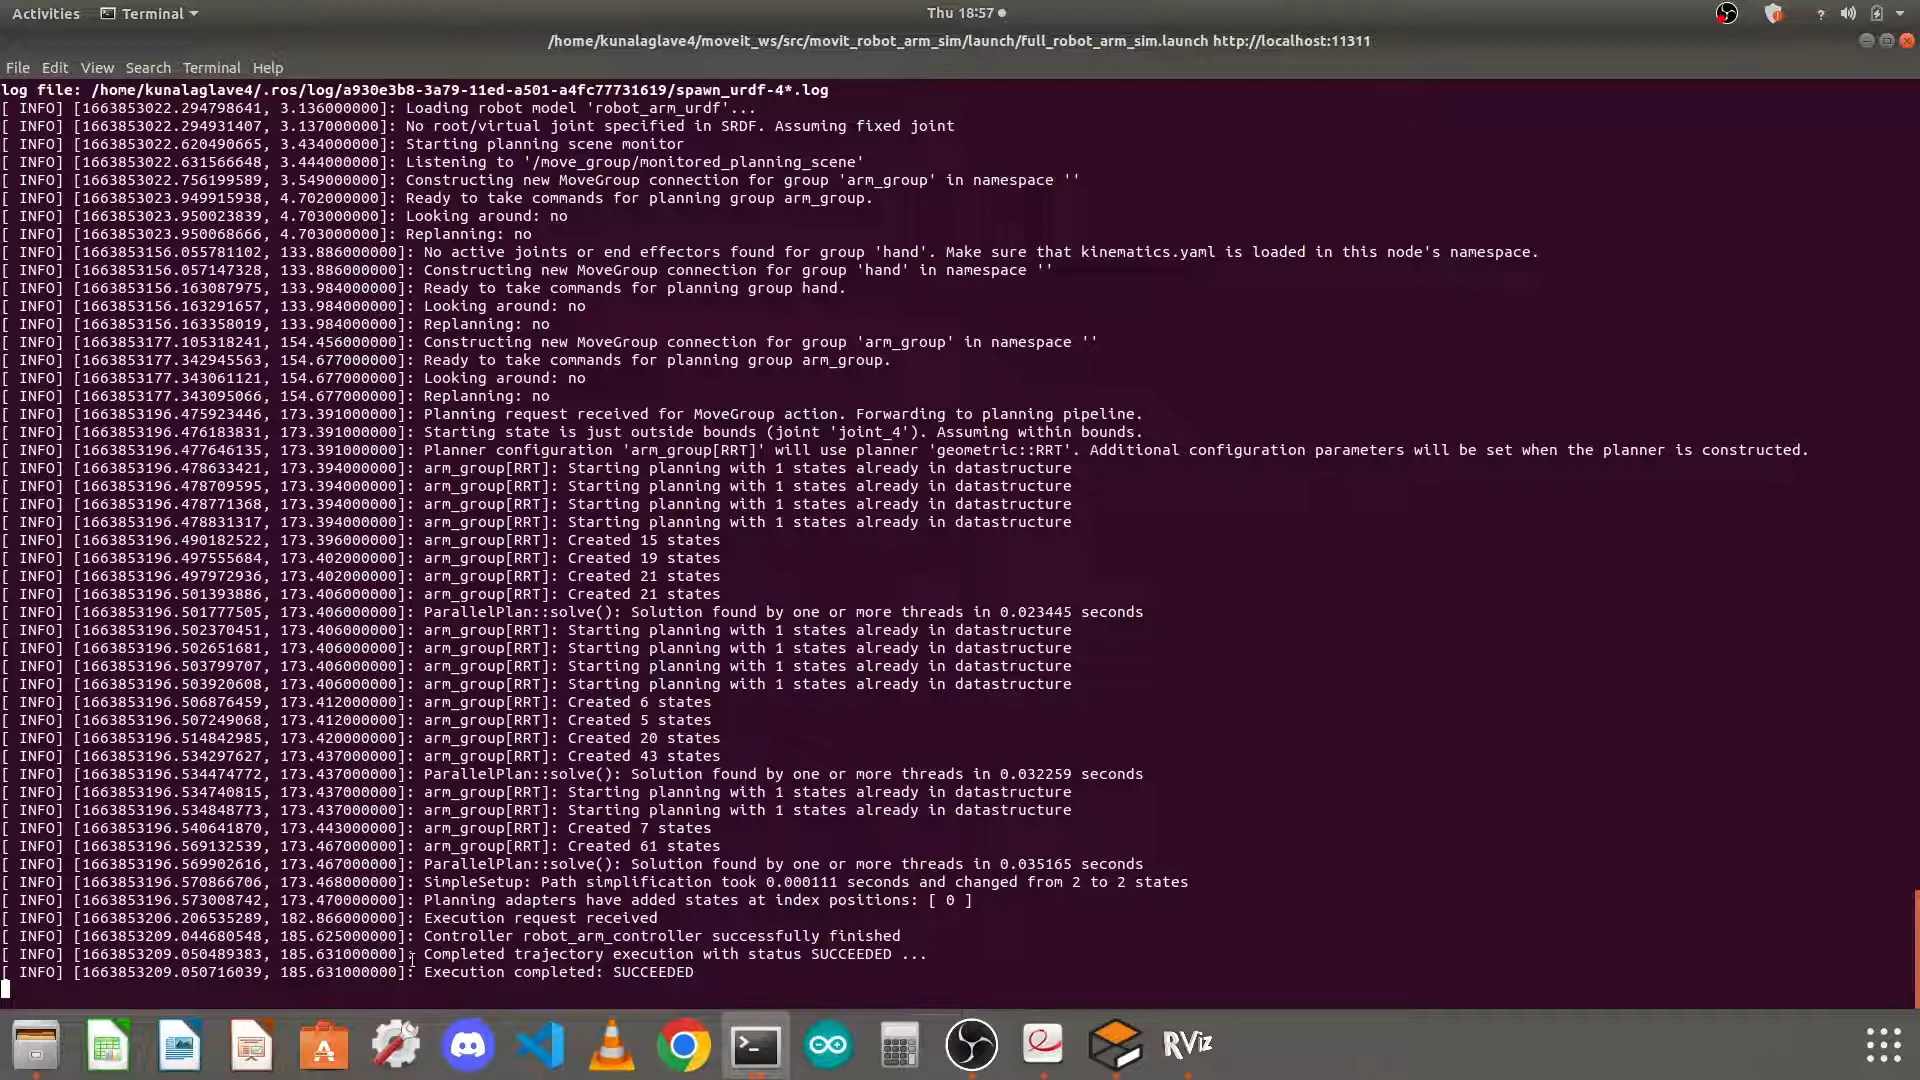 Activities Terminal Thu 18:57
/home/kunalaglave4/moveit_ws/src/movit_robot_arm_sim/launch/full_robot_arm_sim.launch http://localhost:11311
File Edit View Search Terminal Help
log file: /home/kunalaglave4/.ros/log/a930e3b8-3a79-11ed-a501-a4fc77731619/spawn_urdf-4*.log
[ INFO] [1663853022.294798641, 3.136000000]: Loading robot model 'robot_arm_urdf'...
[ INFO] [1663853022.294931407, 3.137000000]: No root/virtual joint specified in SRDF. Assuming fixed joint
[ INFO] [1663853022.620490665, 3.434000000]: Starting planning scene monitor
[ INFO] [1663853022.631566648, 3.444000000]: Listening to '/move_group/monitored_planning_scene'
[ INFO] [1663853022.756199589, 3.549000000]: Constructing new MoveGroup connection for group 'arm_group' in namespace ''
[ INFO] [1663853023.949915938, 4.702000000]: Ready to take commands for planning group arm_group.
[ INFO] [1663853023.950023839, 4.703000000]: Looking around: no
[ INFO] [1663853023.950068666, 4.703000000]: Replanning: no
[ INFO] [1663853156.055781102, 133.886000000]: No active joints or end effectors found for group 'hand'. Make sure that kinematics.yaml is loaded in this node's namespace.
[ INFO] [1663853156.057147328, 133.886000000]: Constructing new MoveGroup connection for group 'hand' in namespace ''
[ INFO] [1663853156.163087975, 133.984000000]: Ready to take commands for planning group hand.
[ INFO] [1663853156.163291657, 133.984000000]: Looking around: no
[ INFO] [1663853156.163358019, 133.984000000]: Replanning: no
[ INFO] [1663853177.105318241, 154.456000000]: Constructing new MoveGroup connection for group 'arm_group' in namespace ''
[ INFO] [1663853177.342945563, 154.677000000]: Ready to take commands for planning group arm_group.
[ INFO] [1663853177.343061121, 154.677000000]: Looking around: no
[ INFO] [1663853177.343095066, 154.677000000]: Replanning: no
[ INFO] [1663853196.475923446, 173.391000000]: Planning request received for MoveGroup action. Forwarding to planning pipeline.
[ INFO] [1663853196.476183831, 173.391000000]: Starting state is just outside bounds (joint 'joint_4'). Assuming within bounds.
[ INFO] [1663853196.477646135, 173.391000000]: Planner configuration 'arm_group[RRT]' will use planner 'geometric::RRT'. Additional configuration parameters will be set when the planner is constructed.
[ INFO] [1663853196.478633421, 173.394000000]: arm_group[RRT]: Starting planning with 1 states already in datastructure
[ INFO] [1663853196.478709595, 173.394000000]: arm_group[RRT]: Starting planning with 1 states already in datastructure
[ INFO] [1663853196.478771368, 173.394000000]: arm_group[RRT]: Starting planning with 1 states already in datastructure
[ INFO] [1663853196.478831317, 173.394000000]: arm_group[RRT]: Starting planning with 1 states already in datastructure
[ INFO] [1663853196.490182522, 173.396000000]: arm_group[RRT]: Created 15 states
[ INFO] [1663853196.497555684, 173.402000000]: arm_group[RRT]: Created 19 states
[ INFO] [1663853196.497972936, 173.402000000]: arm_group[RRT]: Created 21 states
[ INFO] [1663853196.501393886, 173.406000000]: arm_group[RRT]: Created 21 states
[ INFO] [1663853196.501777505, 173.406000000]: ParallelPlan::solve(): Solution found by one or more threads in 0.023445 seconds
[ INFO] [1663853196.502370451, 173.406000000]: arm_group[RRT]: Starting planning with 1 states already in datastructure
[ INFO] [1663853196.502651681, 173.406000000]: arm_group[RRT]: Starting planning with 1 states already in datastructure
[ INFO] [1663853196.503799707, 173.406000000]: arm_group[RRT]: Starting planning with 1 states already in datastructure
[ INFO] [1663853196.503920608, 173.406000000]: arm_group[RRT]: Starting planning with 1 states already in datastructure
[ INFO] [1663853196.506876459, 173.412000000]: arm_group[RRT]: Created 6 states
[ INFO] [1663853196.507249068, 173.412000000]: arm_group[RRT]: Created 5 states
[ INFO] [1663853196.514842985, 173.420000000]: arm_group[RRT]: Created 20 states
[ INFO] [1663853196.534297627, 173.437000000]: arm_group[RRT]: Created 43 states
[ INFO] [1663853196.534474772, 173.437000000]: ParallelPlan::solve(): Solution found by one or more threads in 0.032259 seconds
[ INFO] [1663853196.534740815, 173.437000000]: arm_group[RRT]: Starting planning with 1 states already in datastructure
[ INFO] [1663853196.534848773, 173.437000000]: arm_group[RRT]: Starting planning with 1 states already in datastructure
[ INFO] [1663853196.540641870, 173.443000000]: arm_group[RRT]: Created 7 states
[ INFO] [1663853196.569132539, 173.467000000]: arm_group[RRT]: Created 61 states
[ INFO] [1663853196.569902616, 173.467000000]: ParallelPlan::solve(): Solution found by one or more threads in 0.035165 seconds
[ INFO] [1663853196.570866706, 173.468000000]: SimpleSetup: Path simplification took 0.000111 seconds and changed from 2 to 2 states
[ INFO] [1663853196.573008742, 173.470000000]: Planning adapters have added states at index positions: [ 0 ]
[ INFO] [1663853206.206535289, 182.866000000]: Execution request received
[ INFO] [1663853209.044680548, 185.625000000]: Controller robot_arm_controller successfully finished
[ INFO] [1663853209.050489383, 185.631000000]: Completed trajectory execution with status SUCCEEDED ...
[ INFO] [1663853209.050716039, 185.631000000]: Execution completed: SUCCEEDED
RViz